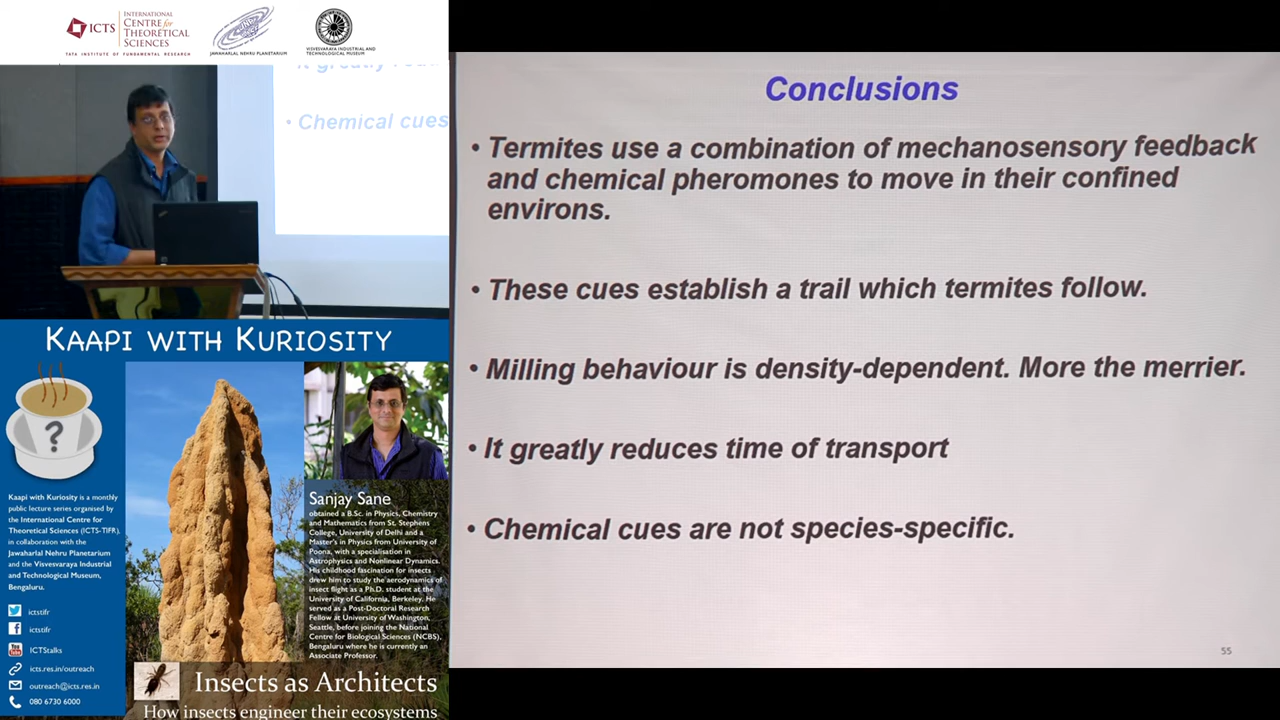 ICTS
INTERNATIONAL
CENTRE for
THEORETICAL
SCIENCES
TATA INSTITUTE OF FUNDAMENTAL RESEARCH
JAWAHARLAL NEHRU PLANETARIUM
VISVESVARAYA INDUSTRIAL AND
TECHNOLOGICAL MUSEUM
• Chemical cues
KAAPI WITH KURIOSITY
?
Kaapi with Kuriosity is a monthly
public lecture series organised by
the International Centre for
Theoretical Sciences (ICTS-TIFR),
in collaboration with the
Jawaharlal Nehru Planetarium
and the Visvesvaraya Industrial
and Technological Museum,
Bengaluru.
ictstifr
ictstifr
ICTStalks
icts.res.in/outreach
outreach@icts.res.in
080 6730 6000
Sanjay Sane
obtained a B.Sc. in Physics, Chemistry
and Mathematics from St. Stephens
College, University of Delhi and a
Master's in Physics from University of
Poona, with a specialisation in
Astrophysics and Nonlinear Dynamics.
His childhood fascination for insects
drew him to study the aerodynamics of
insect flight as a Ph.D. student at the
University of California, Berkeley. He
served as a Post-Doctoral Research
Fellow at University of Washington,
Seattle, before joining the National
Centre for Biological Sciences (NCBS),
Bengaluru where he is currently an
Associate Professor.
Insects as Architects
How insects engineer their ecosystems
Conclusions
• Termites use a combination of mechanosensory feedback
and chemical pheromones to move in their confined
environs.
• These cues establish a trail which termites follow.
• Milling behaviour is density-dependent. More the merrier.
• It greatly reduces time of transport
• Chemical cues are not species-specific.
55